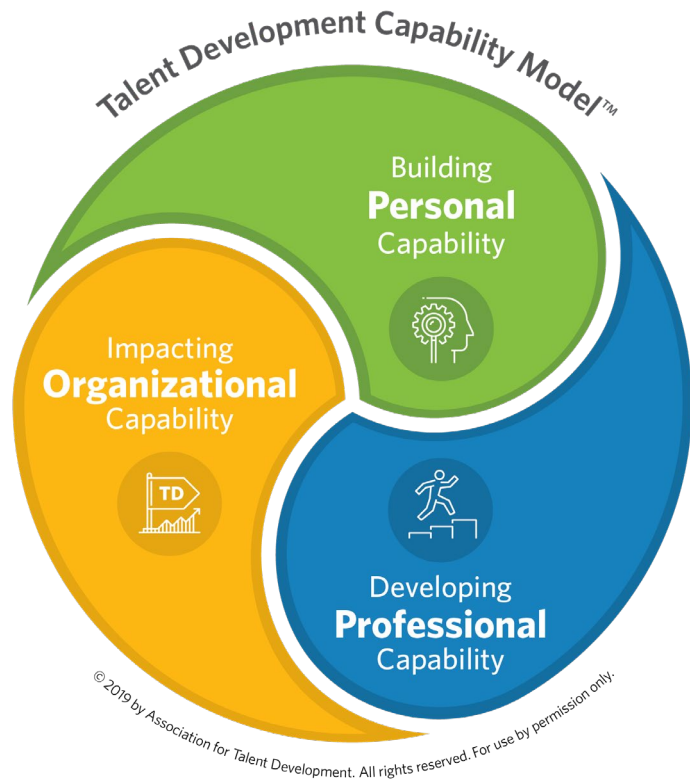 Talent Development Capability Model™
Building
Personal
Capability
Impacting
Organizational
Capability
TD
Developing
Professional
Capability
© 2019 by Association for Talent Development. All rights reserved. For use by permission only.